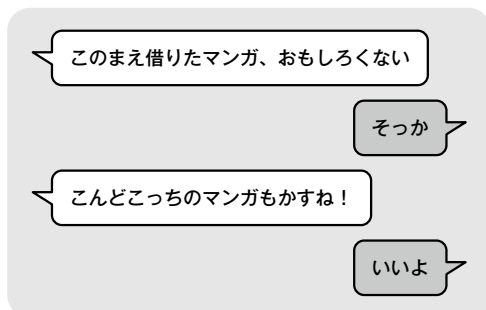 このまえ借りたマンガ、おもしろくない
そっか
こんどこっちのマンガもかすね！
いいよ